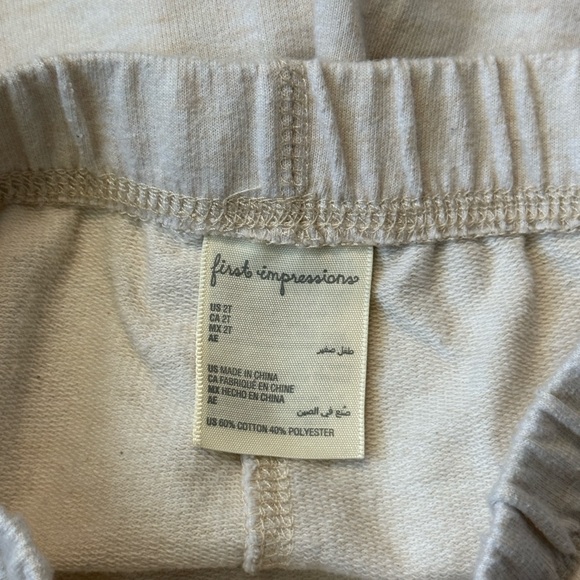 first impressions
US 2T
CA 2T
MX 2T
AE
طفل صغير
US MADE IN CHINA
CA FABRIQUÉ EN CHINE
MX HECHO EN CHINA
AE
صُنع في الصين
US 60% COTTON 40% POLYESTER